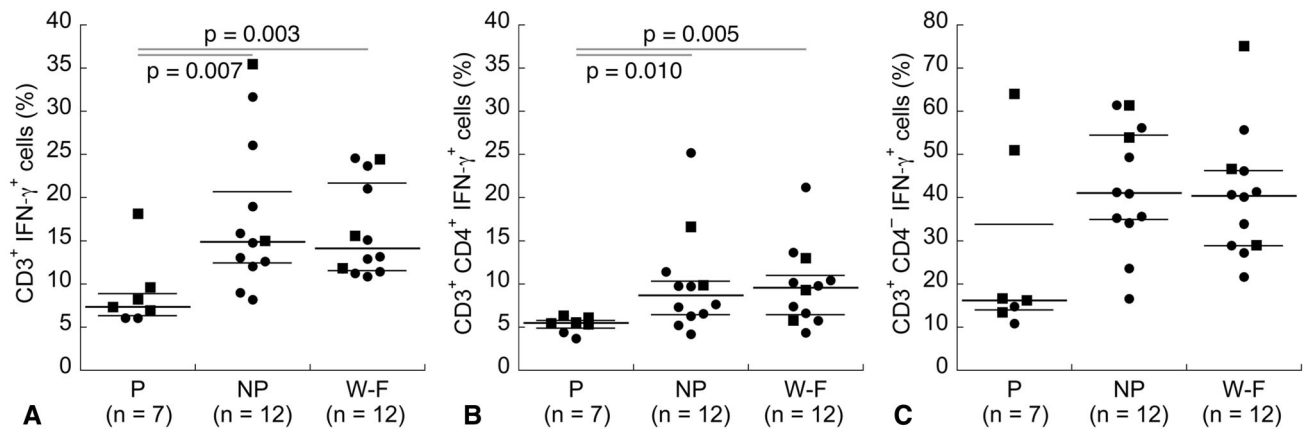 CD3⁺ IFN-γ⁺ cells (%)
40
35
30
25
20
15
10
5
0
p = 0.003
p = 0.007
P
(n = 7)
NP
(n = 12)
W-F
(n = 12)
A
CD3⁺ CD4⁺ IFN-γ⁺ cells (%)
40
35
30
25
20
15
10
5
0
p = 0.005
p = 0.010
P
(n = 7)
NP
(n = 12)
W-F
(n = 12)
B
CD3⁺ CD4⁻ IFN-γ⁺ cells (%)
80
70
60
50
40
30
20
10
0
P
(n = 7)
NP
(n = 12)
W-F
(n = 12)
C